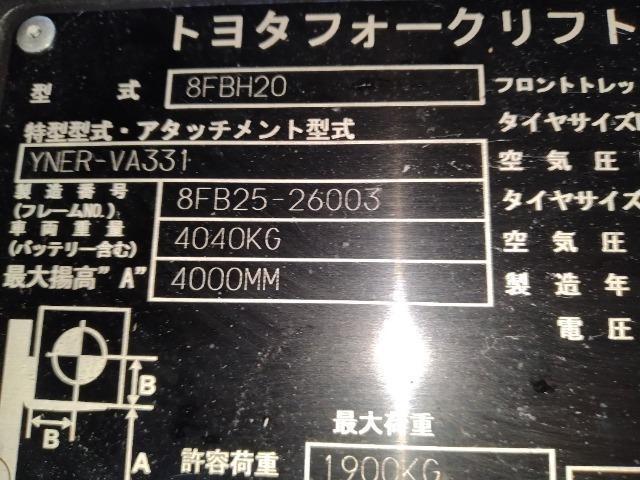 トヨタフォークリフト
型式 8FBH20 フロントトレッ
特型型式・アタッチメント型式 タイヤサイズ
YNER-VA331 空気圧
製造番号 (フレームNO.) 8FB25-26003 タイヤサイズ
車両重量 (バッテリー含む) 4040KG 空気圧
最大揚高"A" 4000MM 製造年
電圧
B
B
A
最大荷重
許容荷重 1900KG